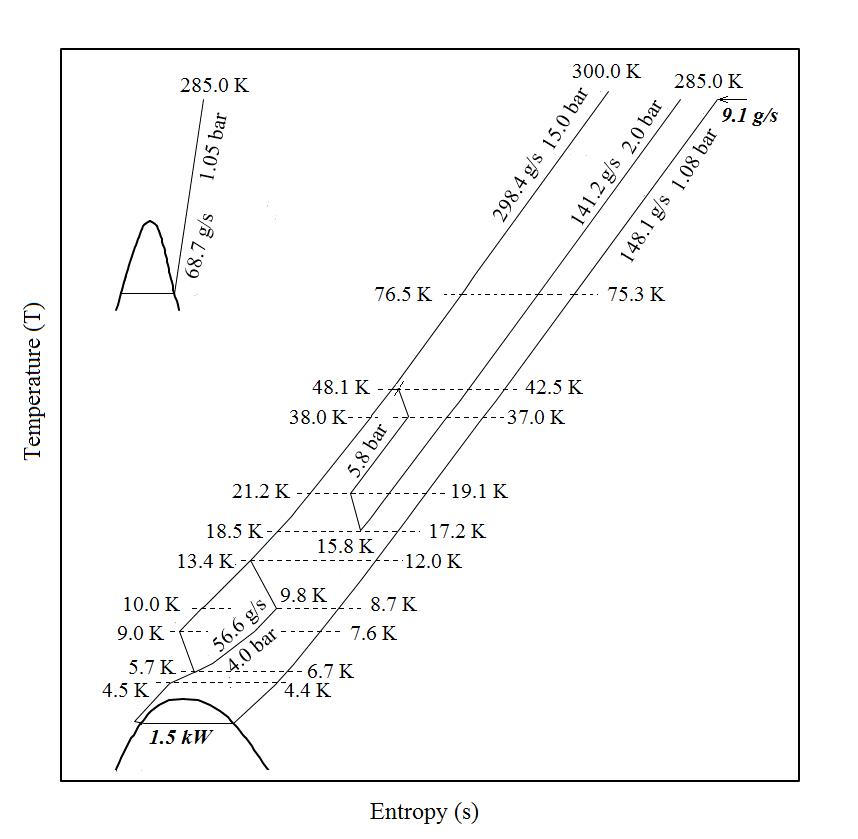 300.0 K
285.0 K
285.0 K
9.1 g/s
1.05 bar
68.7 g/s
298.4 g/s 15.0 bar
141.2 g/s 2.0 bar
148.1 g/s 1.08 bar
76.5 K
75.3 K
48.1 K
42.5 K
38.0 K
37.0 K
5.8 bar
21.2 K
19.1 K
18.5 K
17.2 K
15.8 K
13.4 K
12.0 K
10.0 K
9.8 K
8.7 K
56.6 g/s
4.0 bar
9.0 K
7.6 K
5.7 K
6.7 K
4.5 K
4.4 K
1.5 kW
Temperature (T)
Entropy (s)